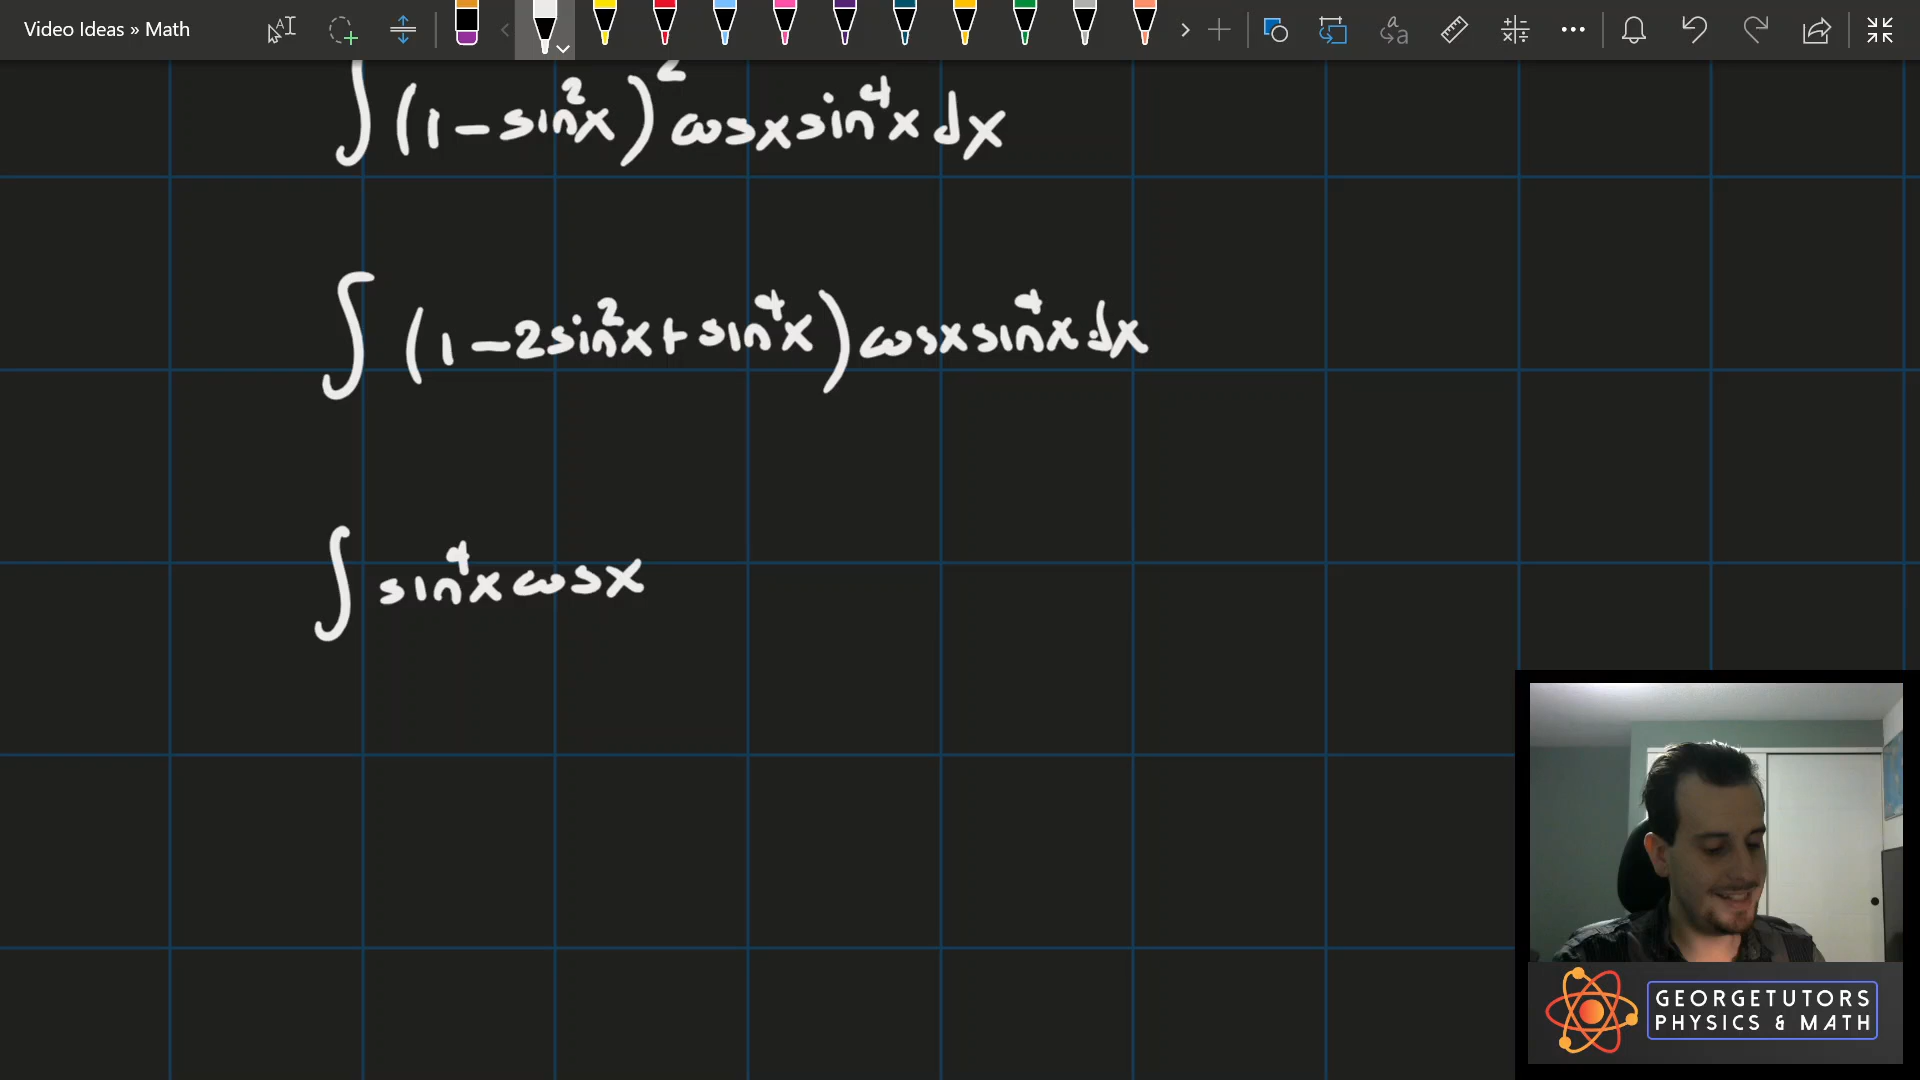 Video Ideas » Math
∫ (1 - sin²x)² cosx sin⁴x dx
∫ (1 - 2sin²x + sin⁴x) cosx sin⁴x dx
∫ sin⁴x cosx
GEORGETUTORS
PHYSICS & MATH